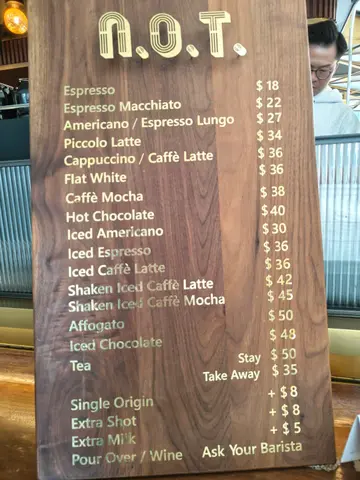 n.O.T.
Espresso $ 18
Espresso Macchiato $ 22
Americano / Espresso Lungo $ 27
Piccolo Latte $ 34
Cappuccino / Caffè Latte $ 36
Flat White $ 36
Caffè Mocha $ 38
Hot Chocolate $ 40
Iced Americano $ 30
Iced Espresso $ 36
Iced Caffè Latte $ 36
Shaken Iced Caffè Latte $ 42
Shaken Iced Caffè Mocha $ 45
Affogato $ 50
Iced Chocolate $ 48
Tea Stay $ 50
Take Away $ 35
Single Origin + $ 8
Extra Shot + $ 8
Extra Milk + $ 5
Pour Over / Wine Ask Your Barista